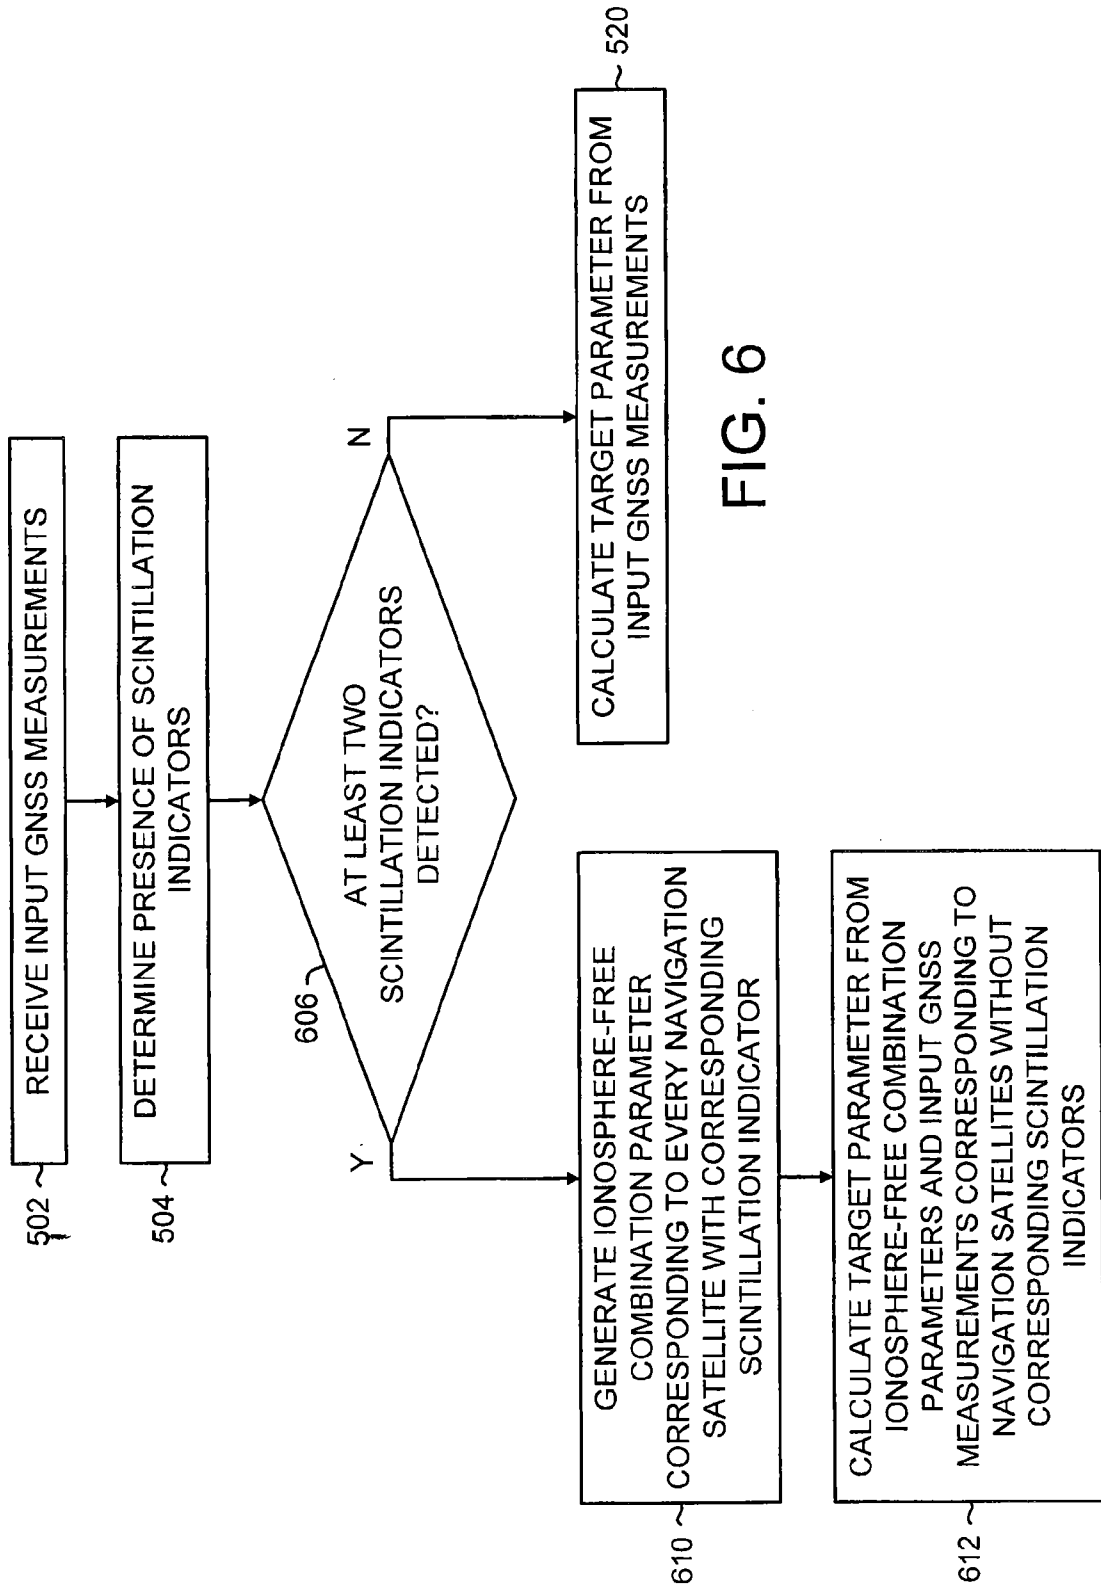 502
RECEIVE INPUT GNSS MEASUREMENTS
504
DETERMINE PRESENCE OF SCINTILLATION
INDICATORS
606
AT LEAST TWO
SCINTILLATION INDICATORS
DETECTED?
Y
N
610
GENERATE IONOSPHERE-FREE
COMBINATION PARAMETER
CORRESPONDING TO EVERY NAVIGATION
SATELLITE WITH CORRESPONDING
SCINTILLATION INDICATOR
CALCULATE TARGET PARAMETER FROM
INPUT GNSS MEASUREMENTS
520
612
CALCULATE TARGET PARAMETER FROM
IONOSPHERE-FREE COMBINATION
PARAMETERS AND INPUT GNSS
MEASUREMENTS CORRESPONDING TO
NAVIGATION SATELLITES WITHOUT
CORRESPONDING SCINTILLATION
INDICATORS
FIG. 6